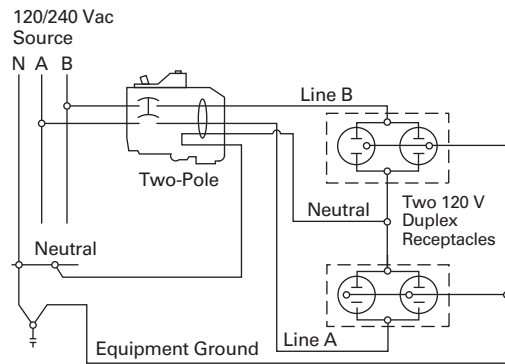 120/240 Vac
Source
N A B
Line B
Two-Pole
Neutral
Two 120 V
Duplex
Receptacles
Neutral
Line A
Equipment Ground